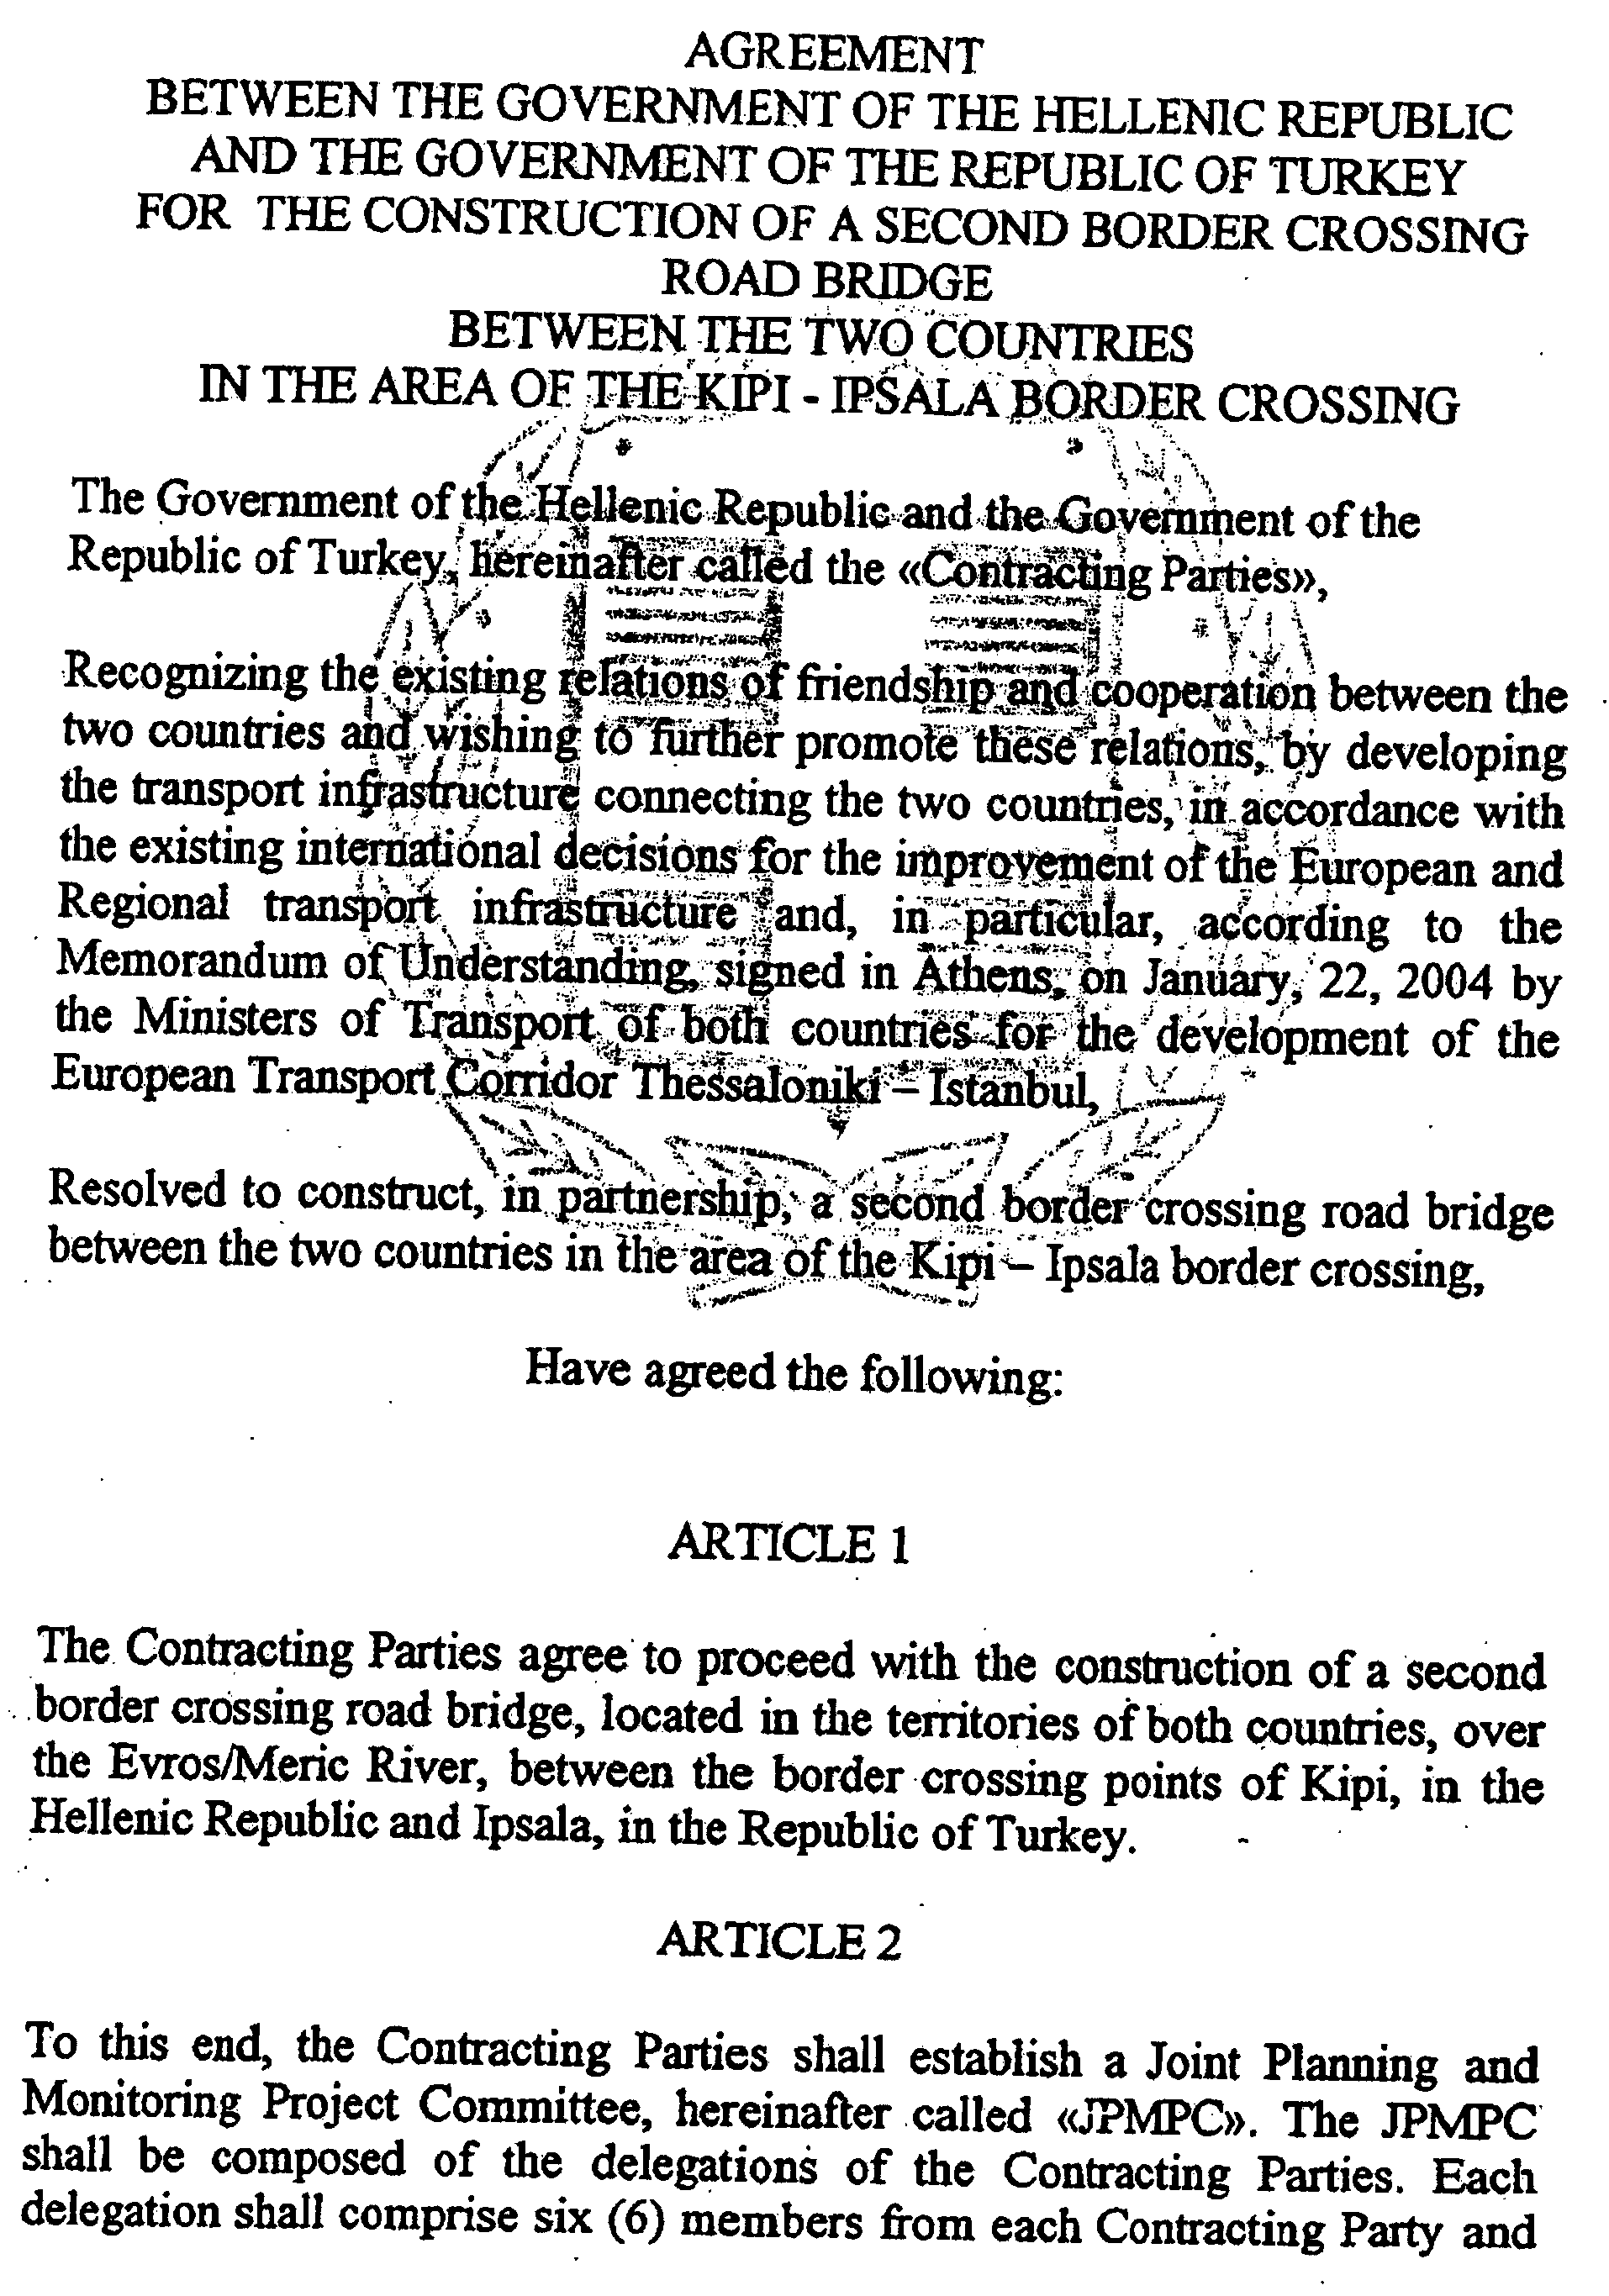 AGREEMENT
BETWEEN THE GOVERNMENT OF THE HELLENIC REPUBLIC
AND THE GOVERNMENT OF THE REPUBLIC OF TURKEY
FOR THE CONSTRUCTION OF A SECOND BORDER CROSSING
ROAD BRIDGE
BETWEEN THE TWO COUNTRIES
IN THE AREA OF THE KIPI - IPSALA BORDER CROSSING
The Government of the Hellenic Republic and the Government of the
Republic of Turkey, hereinafter called the «Contracting Parties»,
Recognizing the existing relations of friendship and cooperation between the
two countries and wishing to further promote these relations, by developing
the transport infrastructure connecting the two countries, in accordance with
the existing international decisions for the improvement of the European and
Regional transport infrastructure and, in particular, according to the
Memorandum of Understanding, signed in Athens, on January, 22, 2004 by
the Ministers of Transport of both countries for the development of the
European Transport Corridor Thessaloniki – Istanbul,
Resolved to construct, in partnership, a second border crossing road bridge
between the two countries in the area of the Kipi – Ipsala border crossing,
Have agreed the following:
ARTICLE 1
The Contracting Parties agree to proceed with the construction of a second
border crossing road bridge, located in the territories of both countries, over
the Evros/Meric River, between the border crossing points of Kipi, in the
Hellenic Republic and Ipsala, in the Republic of Turkey.
ARTICLE 2
To this end, the Contracting Parties shall establish a Joint Planning and
Monitoring Project Committee, hereinafter called «JPMPC». The JPMPC
shall be composed of the delegations of the Contracting Parties. Each
delegation shall comprise six (6) members from each Contracting Party and